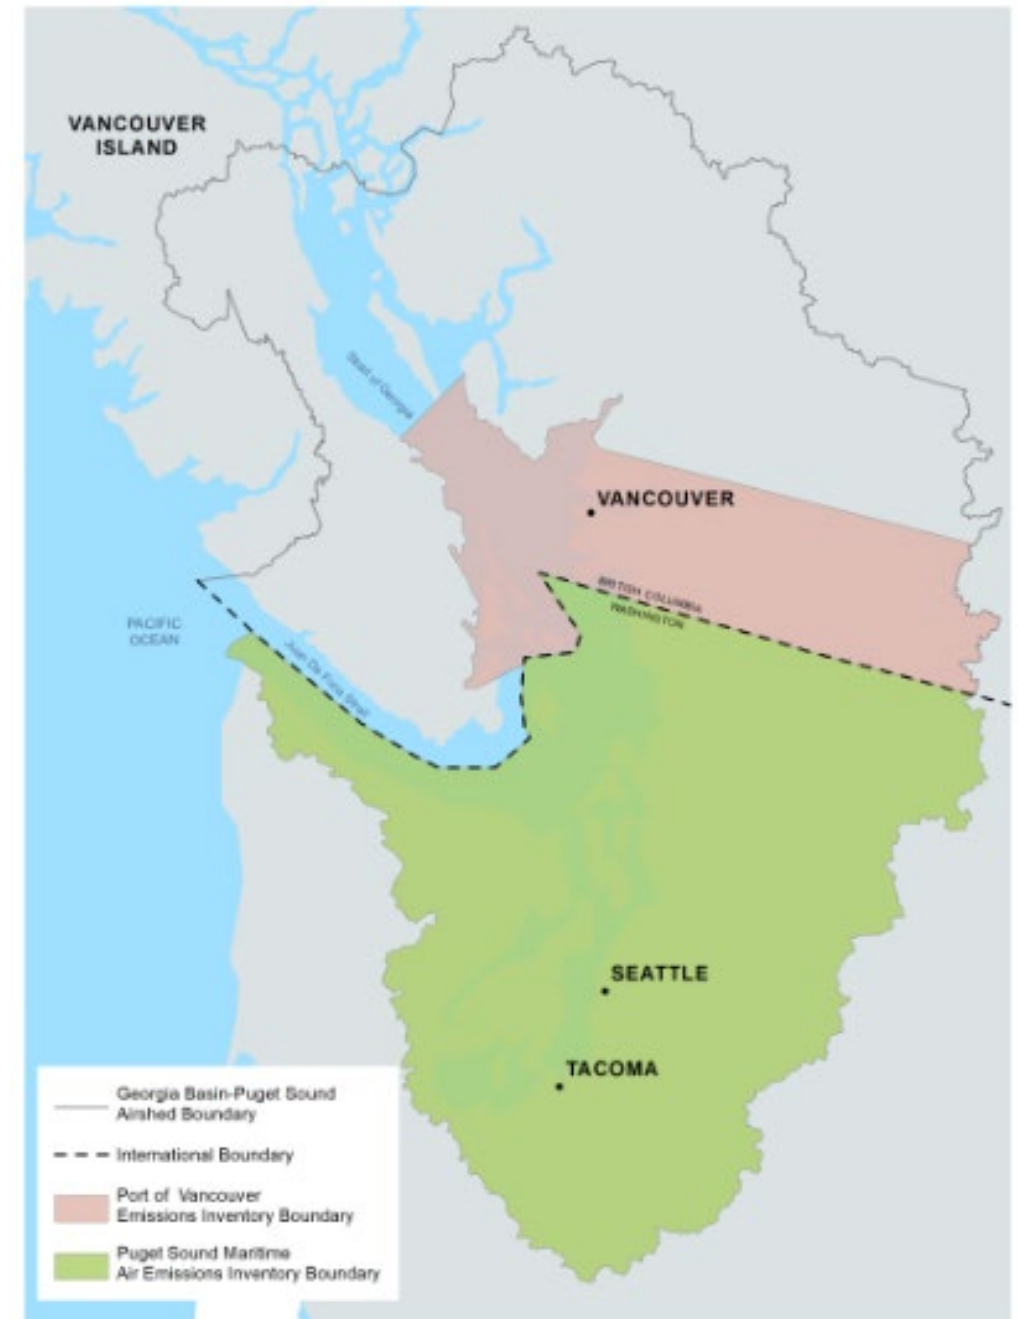 VANCOUVER
ISLAND
Strait of Georgia
VANCOUVER
BRITISH COLUMBIA
WASHINGTON
PACIFIC
OCEAN
Juan De Fuca Strait
SEATTLE
TACOMA
Georgia Basin-Puget Sound
Airshed Boundary
International Boundary
Port of Vancouver
Emissions Inventory Boundary
Puget Sound Maritime
Air Emissions Inventory Boundary